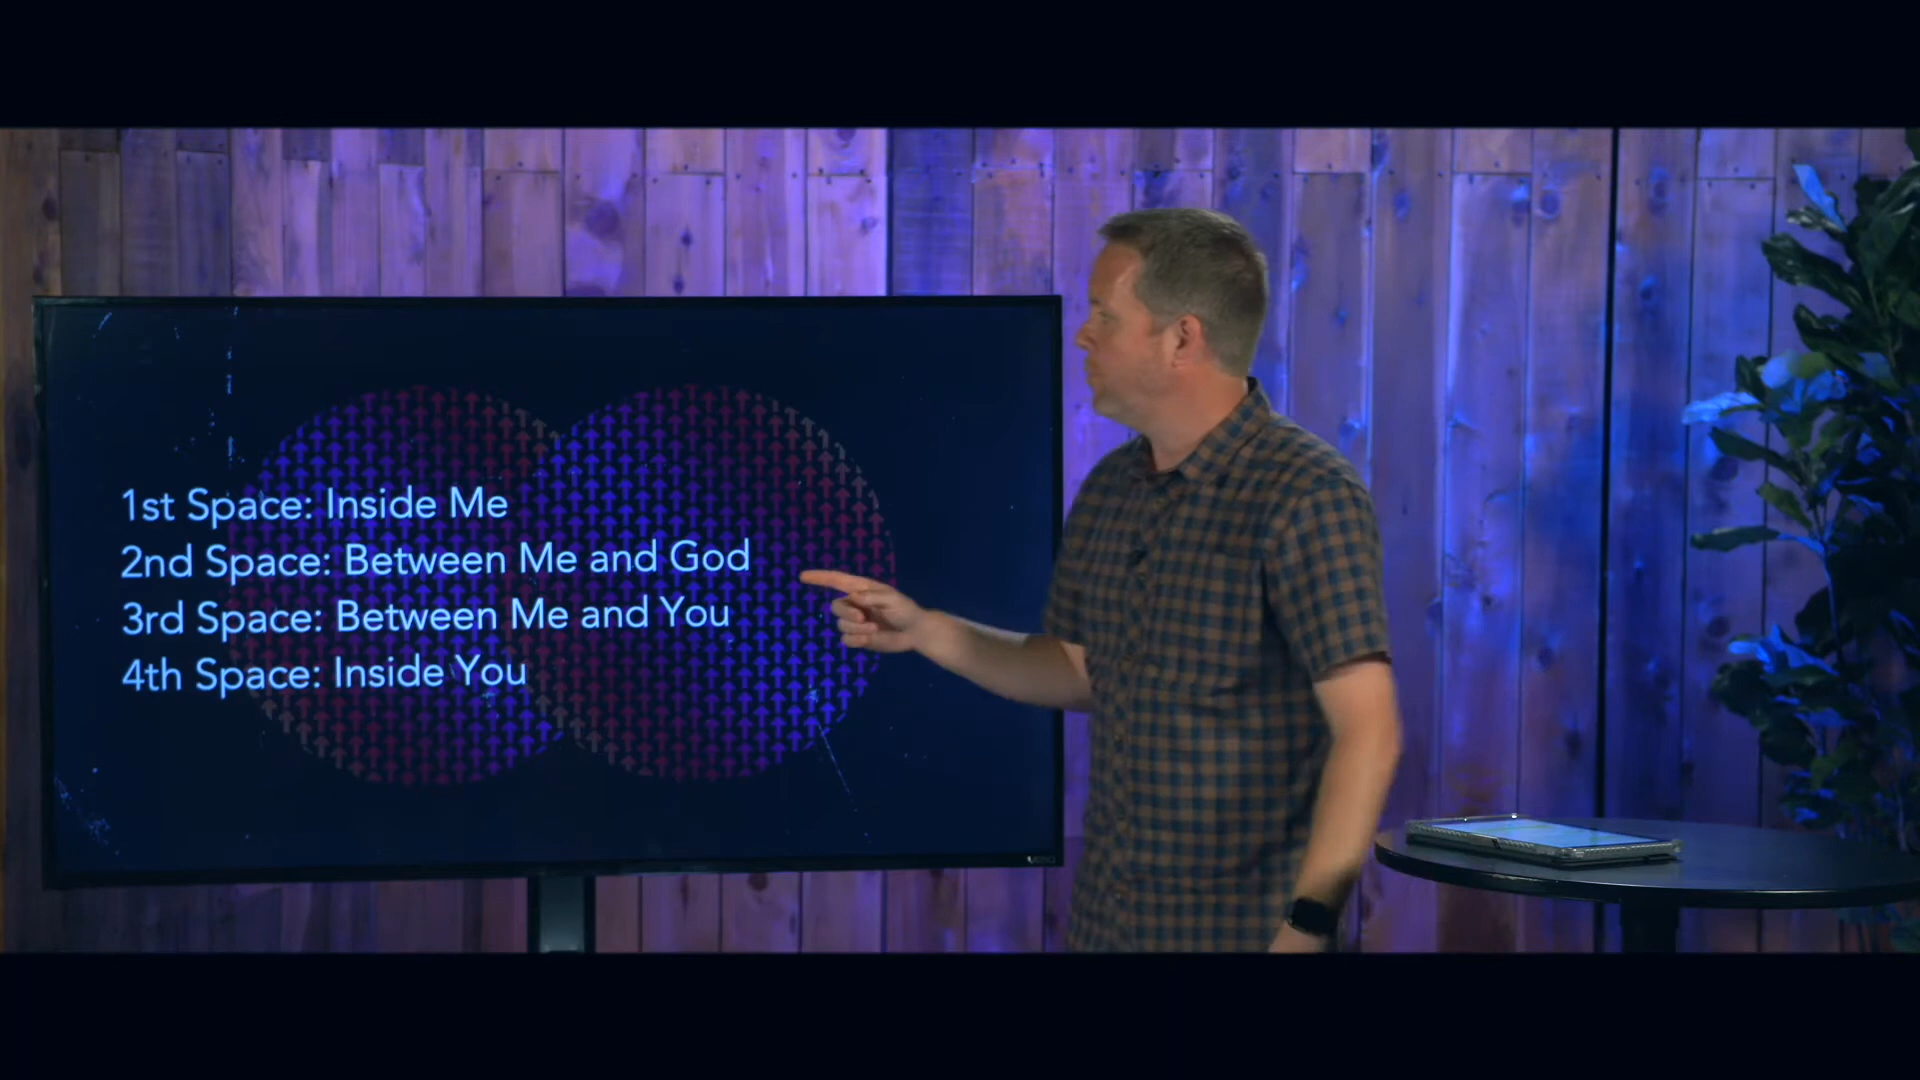 1st Space: Inside Me
2nd Space: Between Me and God
3rd Space: Between Me and You
4th Space: Inside You